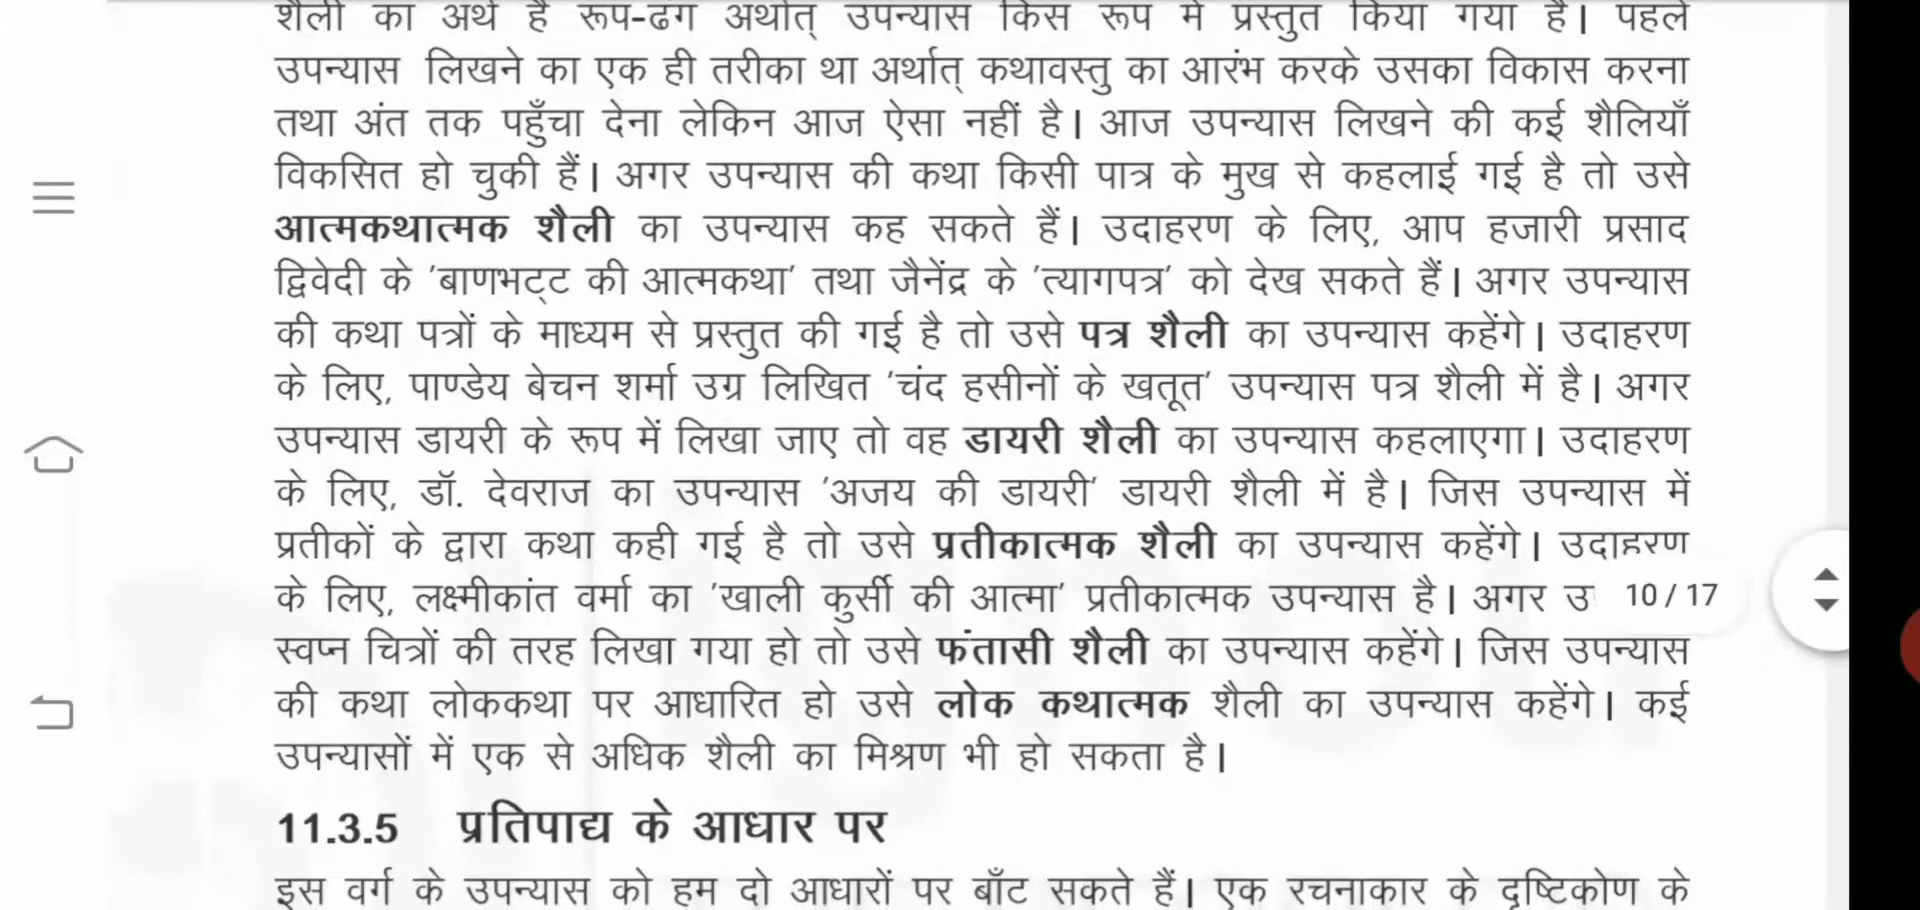 शैली का अर्थ है रूप-ढंग अर्थात् उपन्यास किस रूप में प्रस्तुत किया गया है। पहले
उपन्यास लिखने का एक ही तरीका था अर्थात् कथावस्तु का आरंभ करके उसका विकास करना
तथा अंत तक पहुँचा देना लेकिन आज ऐसा नहीं है। आज उपन्यास लिखने की कई शैलियाँ
विकसित हो चुकी हैं। अगर उपन्यास की कथा किसी पात्र के मुख से कहलाई गई है तो उसे
आत्मकथात्मक शैली का उपन्यास कह सकते हैं। उदाहरण के लिए, आप हजारी प्रसाद
द्विवेदी के 'बाणभट्ट की आत्मकथा' तथा जैनेंद्र के 'त्यागपत्र' को देख सकते हैं। अगर उपन्यास
की कथा पत्रों के माध्यम से प्रस्तुत की गई है तो उसे पत्र शैली का उपन्यास कहेंगे। उदाहरण
के लिए, पाण्डेय बेचन शर्मा उग्र लिखित 'चंद हसीनों के खतूत' उपन्यास पत्र शैली में है। अगर
उपन्यास डायरी के रूप में लिखा जाए तो वह डायरी शैली का उपन्यास कहलाएगा। उदाहरण
के लिए, डॉ. देवराज का उपन्यास 'अजय की डायरी' डायरी शैली में है। जिस उपन्यास में
प्रतीकों के द्वारा कथा कही गई है तो उसे प्रतीकात्मक शैली का उपन्यास कहेंगे। उदाहरण
के लिए, लक्ष्मीकांत वर्मा का 'खाली कुर्सी की आत्मा' प्रतीकात्मक उपन्यास है। अगर उ 10 / 17
स्वप्न चित्रों की तरह लिखा गया हो तो उसे फंतासी शैली का उपन्यास कहेंगे। जिस उपन्यास
की कथा लोककथा पर आधारित हो उसे लोक कथात्मक शैली का उपन्यास कहेंगे। कई
उपन्यासों में एक से अधिक शैली का मिश्रण भी हो सकता है।
11.3.5 प्रतिपाद्य के आधार पर
इस वर्ग के उपन्यास को हम दो आधारों पर बाँट सकते हैं। एक रचनाकार के दृष्टिकोण के